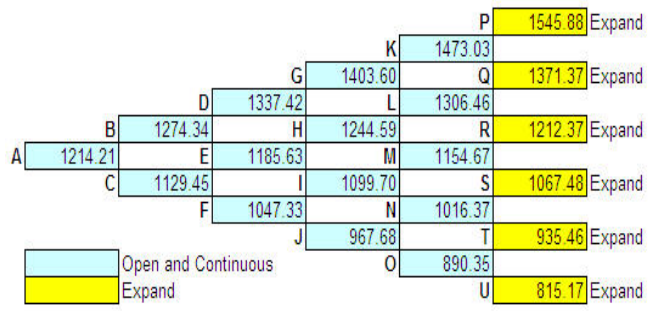 P 1545.88 Expand
K 1473.03
G 1403.60 Q 1371.37 Expand
D 1337.42 L 1306.46
B 1274.34 H 1244.59 R 1212.37 Expand
A 1214.21 E 1185.63 M 1154.67
C 1129.45 I 1099.70 S 1067.48 Expand
F 1047.33 N 1016.37
J 967.68 T 935.46 Expand
Open and Continuous O 890.35
Expand U 815.17 Expand